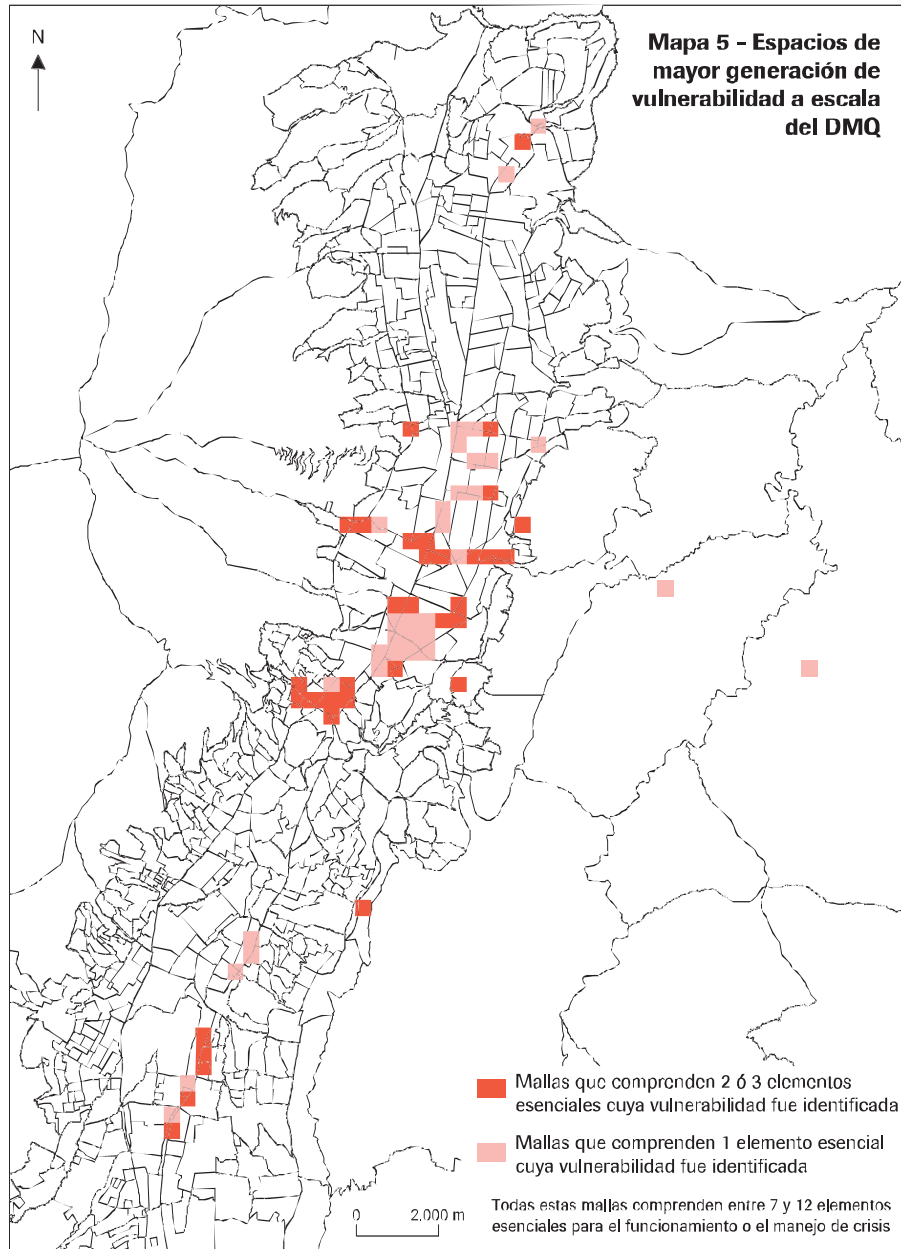 N
Mapa 5 - Espacios de
mayor generación de
vulnerabilidad a escala
del DMQ
Mallas que comprenden 2 ó 3 elementos
esenciales cuya vulnerabilidad fue identificada
Mallas que comprenden 1 elemento esencial
cuya vulnerabilidad fue identificada
0 2,000 m
Todas estas mallas comprenden entre 7 y 12 elementos
esenciales para el funcionamiento o el manejo de crisis